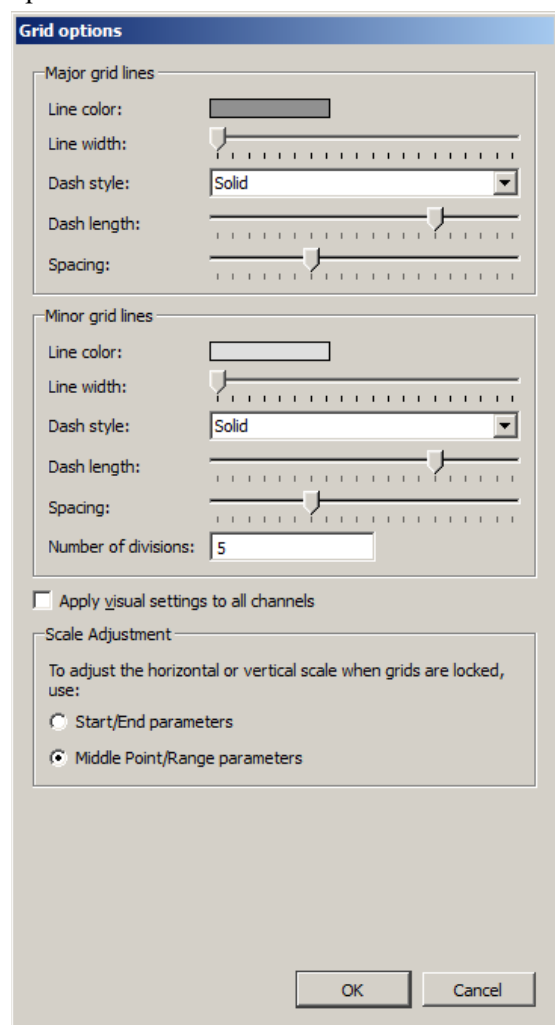 Grid options
Major grid lines
Line color:
Line width:
Dash style: Solid
Dash length:
Spacing:
Minor grid lines
Line color:
Line width:
Dash style: Solid
Dash length:
Spacing:
Number of divisions: 5
Apply visual settings to all channels
Scale Adjustment
To adjust the horizontal or vertical scale when grids are locked,
use:
Start/End parameters
Middle Point/Range parameters
OK Cancel